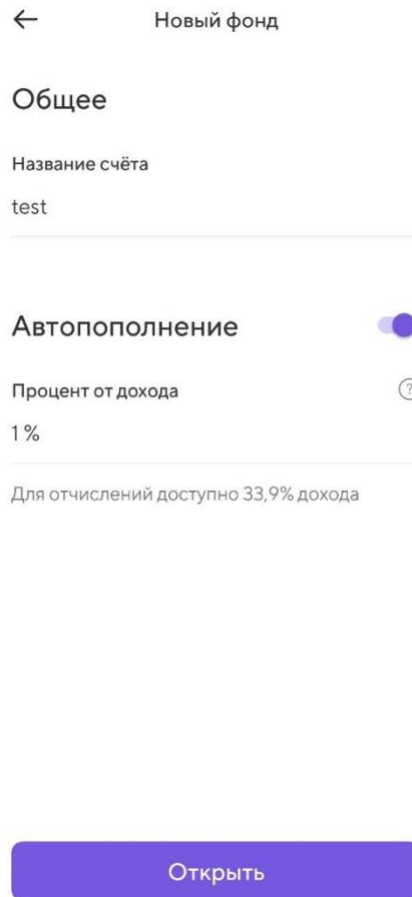 Новый фонд
Общее
Название счёта
test
Автопополнение
Процент от дохода
?
1 %
Для отчислений доступно 33,9% дохода
Открыть